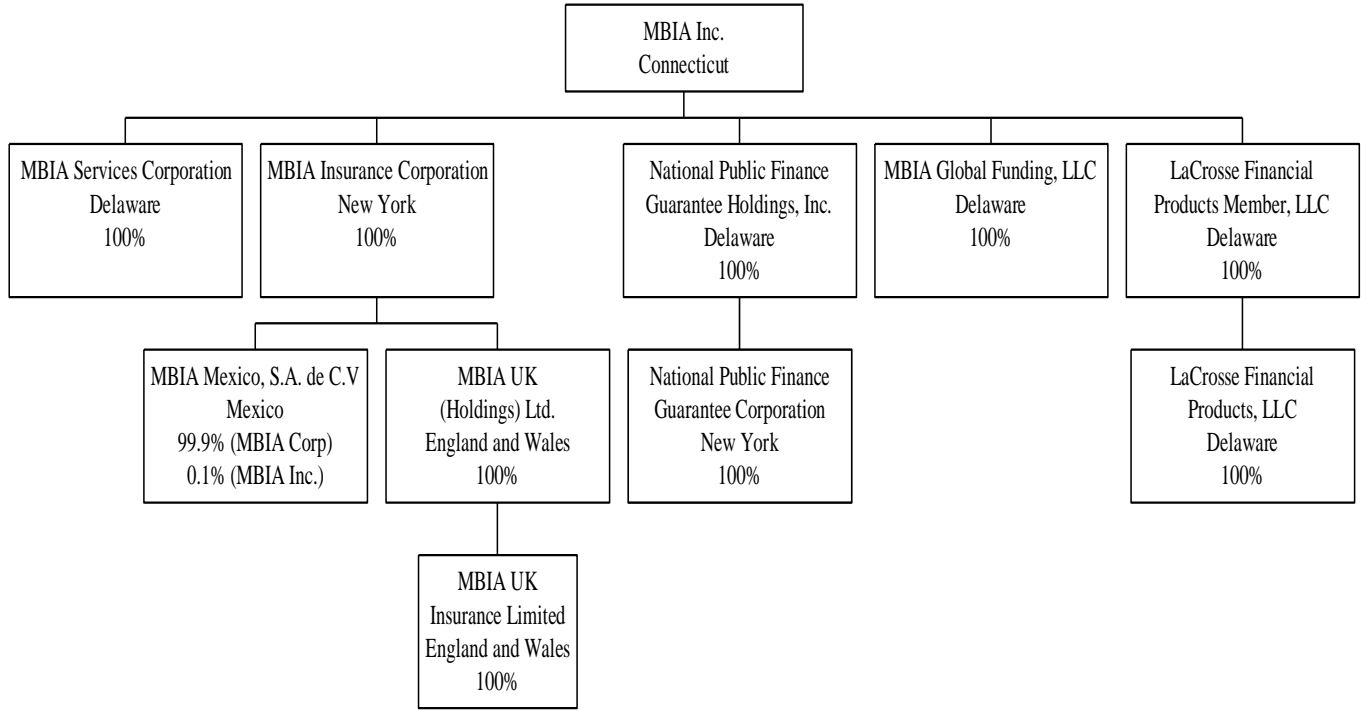 MBIA Inc.
Connecticut
MBIA Services Corporation
Delaware
100%
MBIA Insurance Corporation
New York
100%
National Public Finance
Guarantee Holdings, Inc.
Delaware
100%
MBIA Global Funding, LLC
Delaware
100%
LaCrosse Financial
Products Member, LLC
Delaware
100%
MBIA Mexico, S.A. de C.V
Mexico
99.9% (MBIA Corp)
0.1% (MBIA Inc.)
MBIA UK
(Holdings) Ltd.
England and Wales
100%
National Public Finance
Guarantee Corporation
New York
100%
LaCrosse Financial
Products, LLC
Delaware
100%
MBIA UK
Insurance Limited
England and Wales
100%